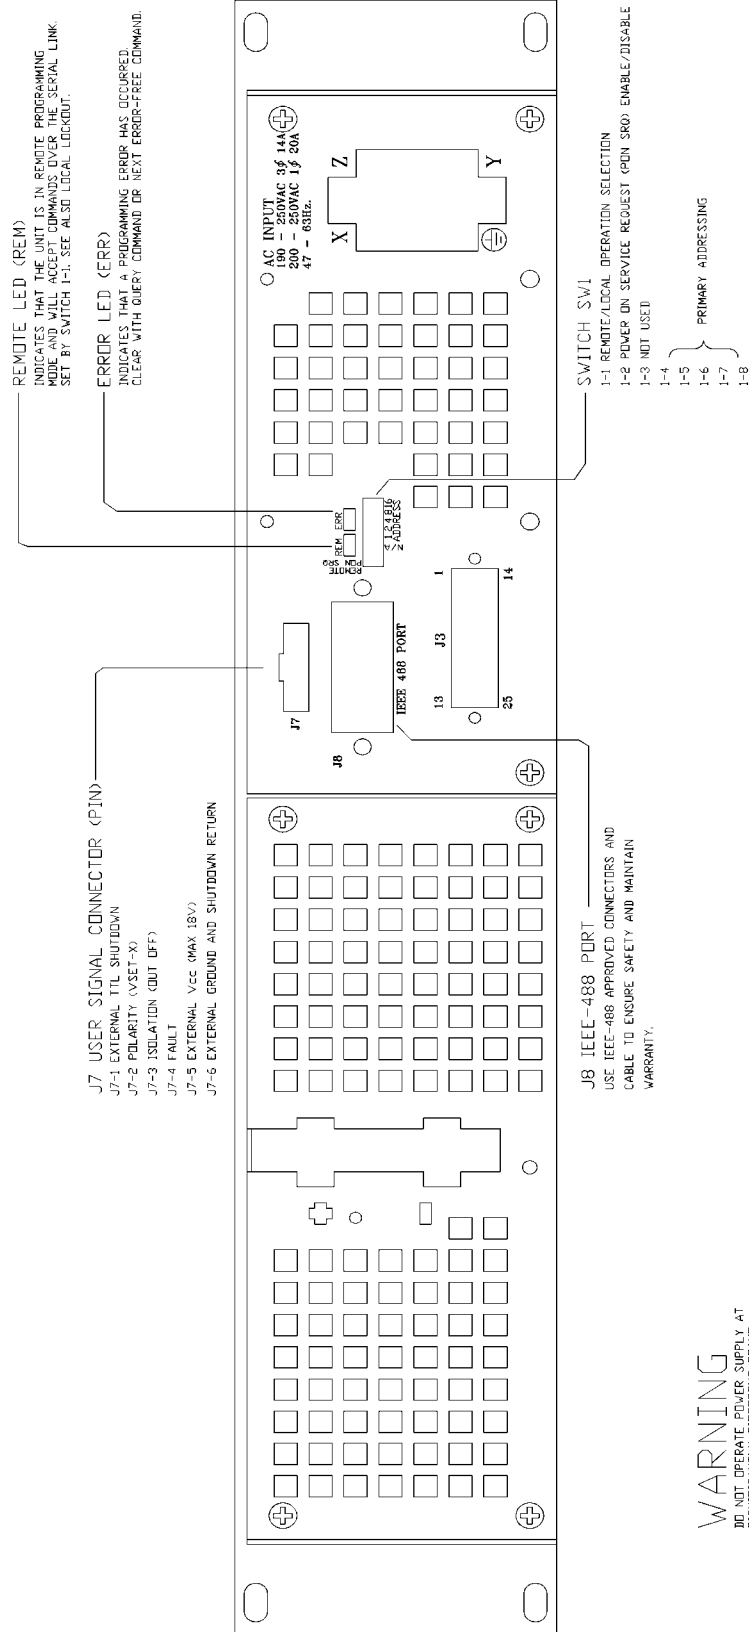 REMOTE LED (REM)
INDICATES THAT THE UNIT IS IN REMOTE PROGRAMMING
MODE AND WILL ACCEPT COMMANDS OVER THE SERIAL LINK.
SET BY SWITCH 1-1. SEE ALSO LOCAL LOCKOUT.
ERROR LED (ERR)
INDICATES THAT A PROGRAMMING ERROR HAS OCCURRED.
CLEAR WITH QUERY COMMAND OR NEXT ERROR-FREE COMMAND.
J7 USER SIGNAL CONNECTOR (PIN)
J7-1 EXTERNAL TTL SHUTDOWN
J7-2 POLARITY (VSET-X)
J7-3 ISOLATION (OUT OFF)
J7-4 FAULT
J7-5 EXTERNAL Vcc (MAX 18V)
J7-6 EXTERNAL GROUND AND SHUTDOWN RETURN
AC INPUT
190 - 250VAC 3ϕ 14A
200 - 250VAC 1ϕ 20A
47 - 63Hz.
X
Z
Y
J7
J8
IEEE 488 PORT
REMOTE
PON SRQ
REM
ERR
1 2 4 8 16
ADDRESS
13
J3
1
25
14
J8 IEEE-488 PORT
USE IEEE-488 APPROVED CONNECTORS AND
CABLE TO ENSURE SAFETY AND MAINTAIN
WARRANTY.
SWITCH SW1
1-1 REMOTE/LOCAL OPERATION SELECTION
1-2 POWER ON SERVICE REQUEST (PON SRQ) ENABLE/DISABLE
1-3 NOT USED
1-4
1-5
1-6
1-7
1-8
PRIMARY ADDRESSING
WARNING
DO NOT OPERATE POWER SUPPLY AT